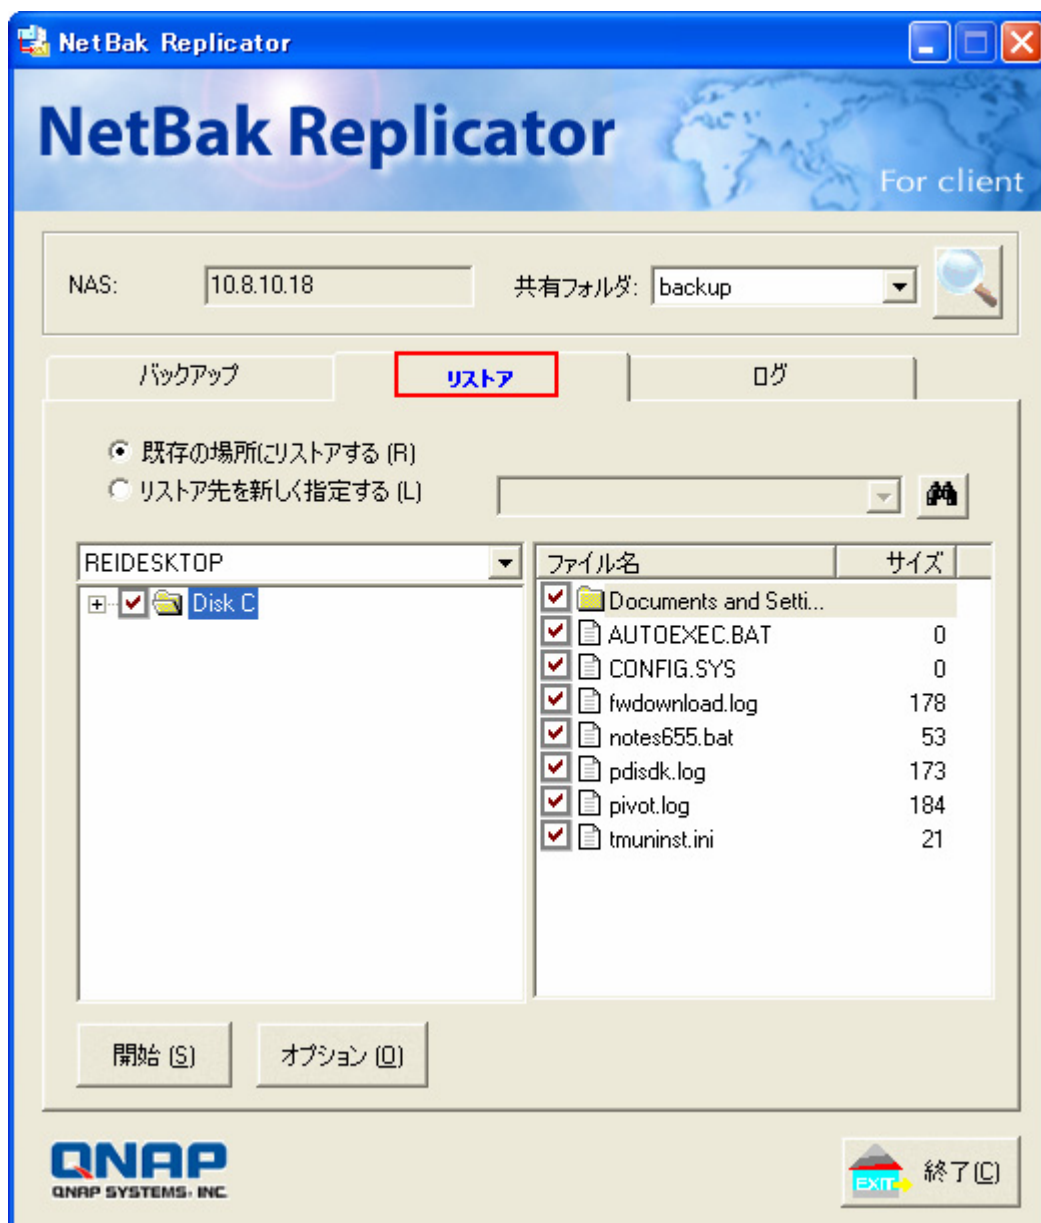 NetBak Replicator
NetBak Replicator
For client
NAS: 10.8.10.18 共有フォルダ: backup
バックアップ リストア ログ
既存の場所にリストアする (R)
リストア先を新しく指定する (L)
REIDESKTOP ファイル名 サイズ
Disk C
Documents and Setti...
AUTOEXEC.BAT 0
CONFIG.SYS 0
fwdownload.log 178
notes655.bat 53
pdisdk.log 173
pivot.log 184
tmuninst.ini 21
開始 (S) オプション (O)
QNAP
QNAP SYSTEMS, INC
EXIT 終了(C)